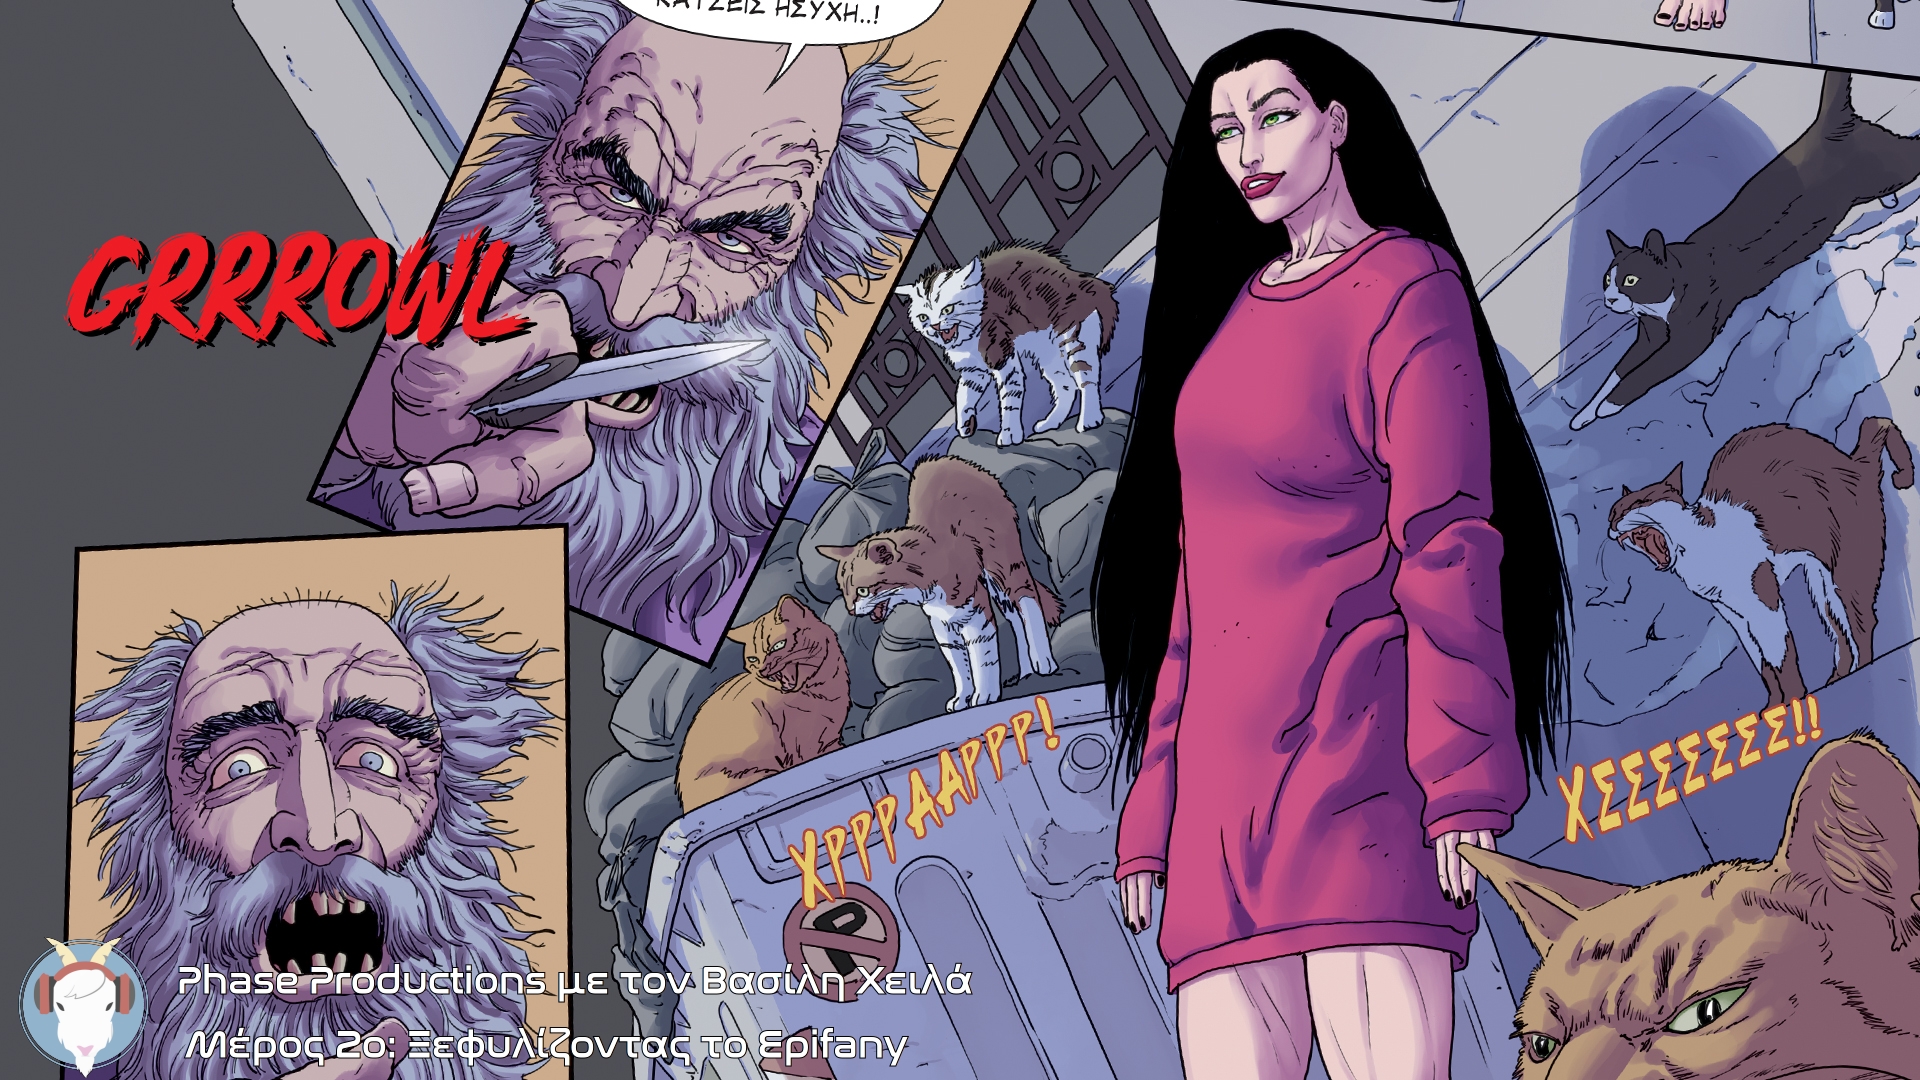 ΚΑΤΣΕΙΣ ΗΣΥΧΗ..!
GRRROWL
ΧΡΡΡΑΑΡΡΡ!
ΧΣΣΣΣΣΣΣ!!
P
Phase Productions με τον Βασίλη Χειλά
Μέρος 2ο: Ξεφυλίζοντας το Epifany